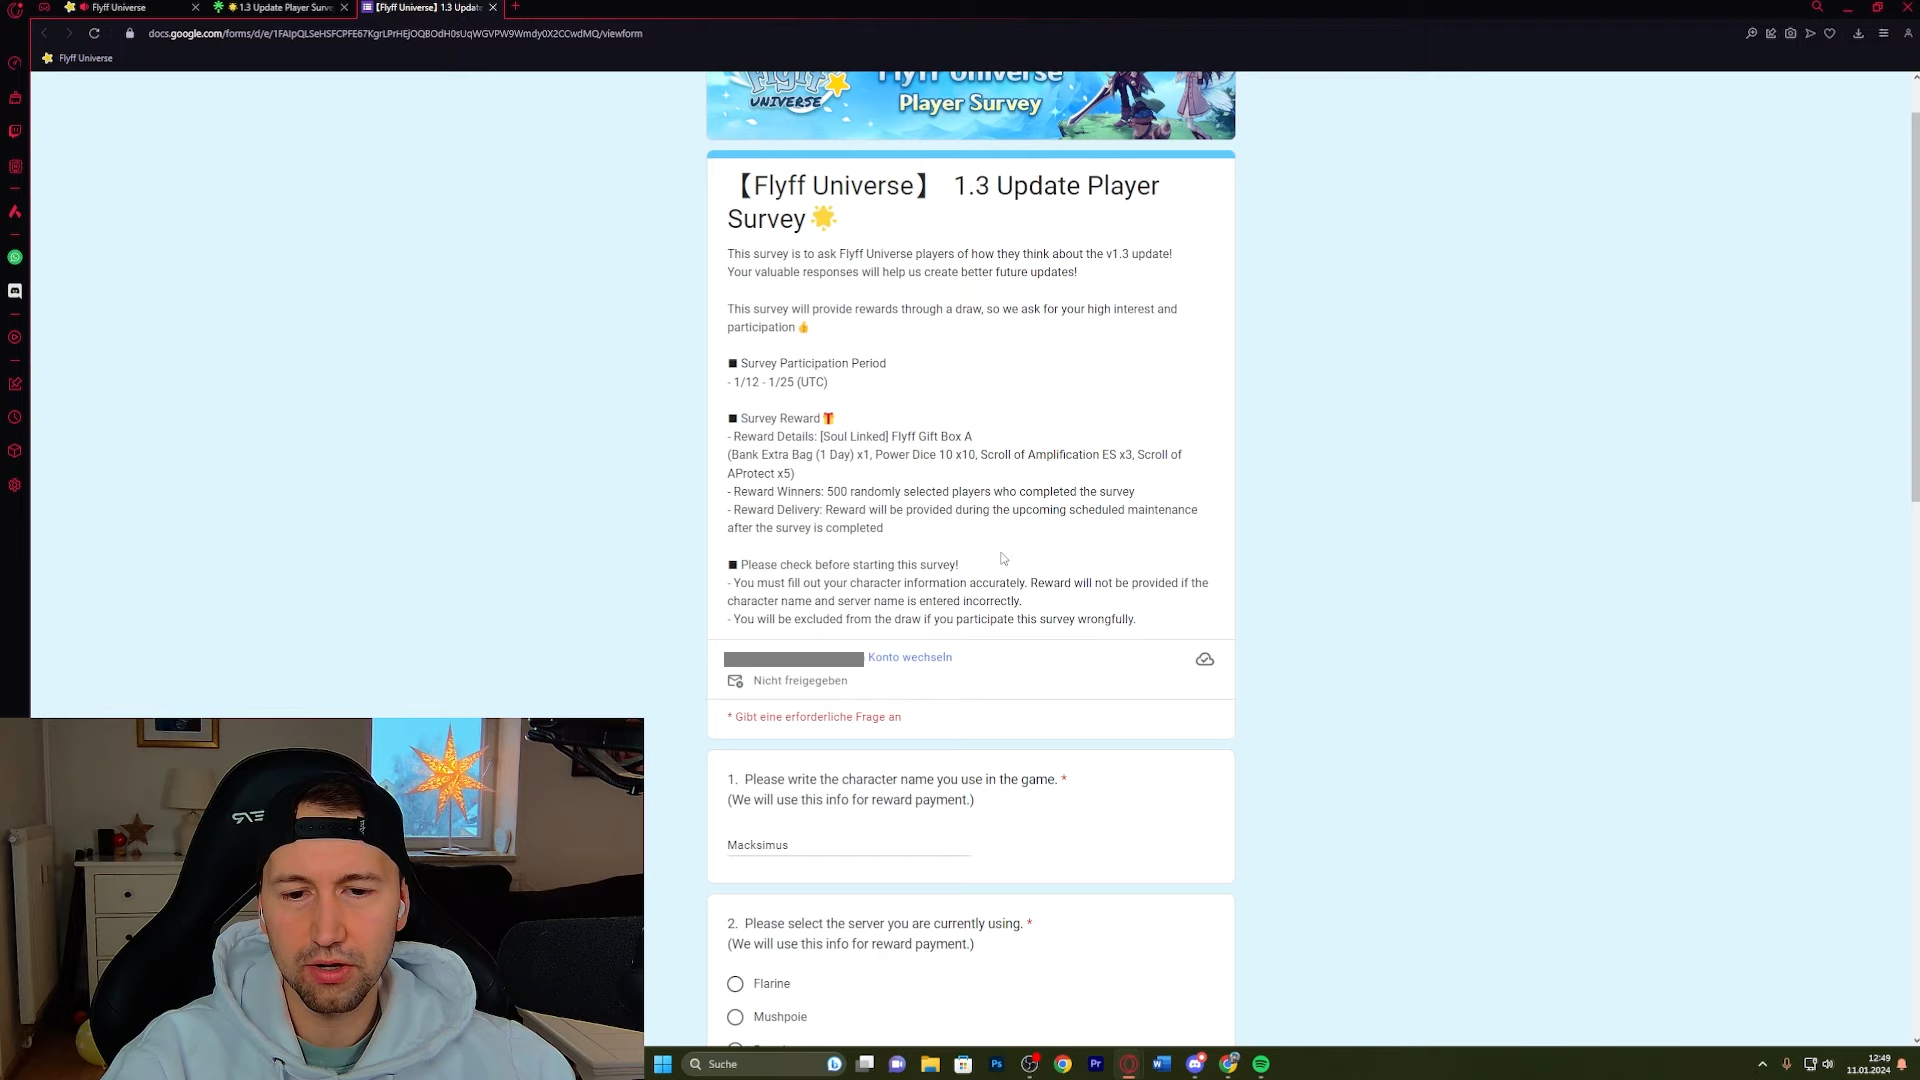 Flyff Universe
1.3 Update Player Surve
【Flyff Universe】 1.3 Updat
docs.google.com/forms/d/e/1FAIpQLSeHSFCPFE67KgrLPrHEjOQBOdH0sUqWGVPW9Wmdy0X2CCwdMQ/viewform
Flyff Universe
Flyff Universe
UNIVERSE
Player Survey
【Flyff Universe】 1.3 Update Player
Survey🌟
This survey is to ask Flyff Universe players of how they think about the v1.3 update!
Your valuable responses will help us create better future updates!
This survey will provide rewards through a draw, so we ask for your high interest and
participation👍
■ Survey Participation Period
- 1/12 - 1/25 (UTC)
■ Survey Reward🎁
- Reward Details: [Soul Linked] Flyff Gift Box A
(Bank Extra Bag (1 Day) x1, Power Dice 10 x10, Scroll of Amplification ES x3, Scroll of
AProtect x5)
- Reward Winners: 500 randomly selected players who completed the survey
- Reward Delivery: Reward will be provided during the upcoming scheduled maintenance
after the survey is completed
■ Please check before starting this survey!
- You must fill out your character information accurately. Reward will not be provided if the
character name and server name is entered incorrectly.
- You will be excluded from the draw if you participate this survey wrongfully.
Konto wechseln
Nicht freigegeben
* Gibt eine erforderliche Frage an
1. Please write the character name you use in the game. *
(We will use this info for reward payment.)
Macksimus
2. Please select the server you are currently using. *
(We will use this info for reward payment.)
Flarine
Mushpoie
Suche
12:49
11.01.2024